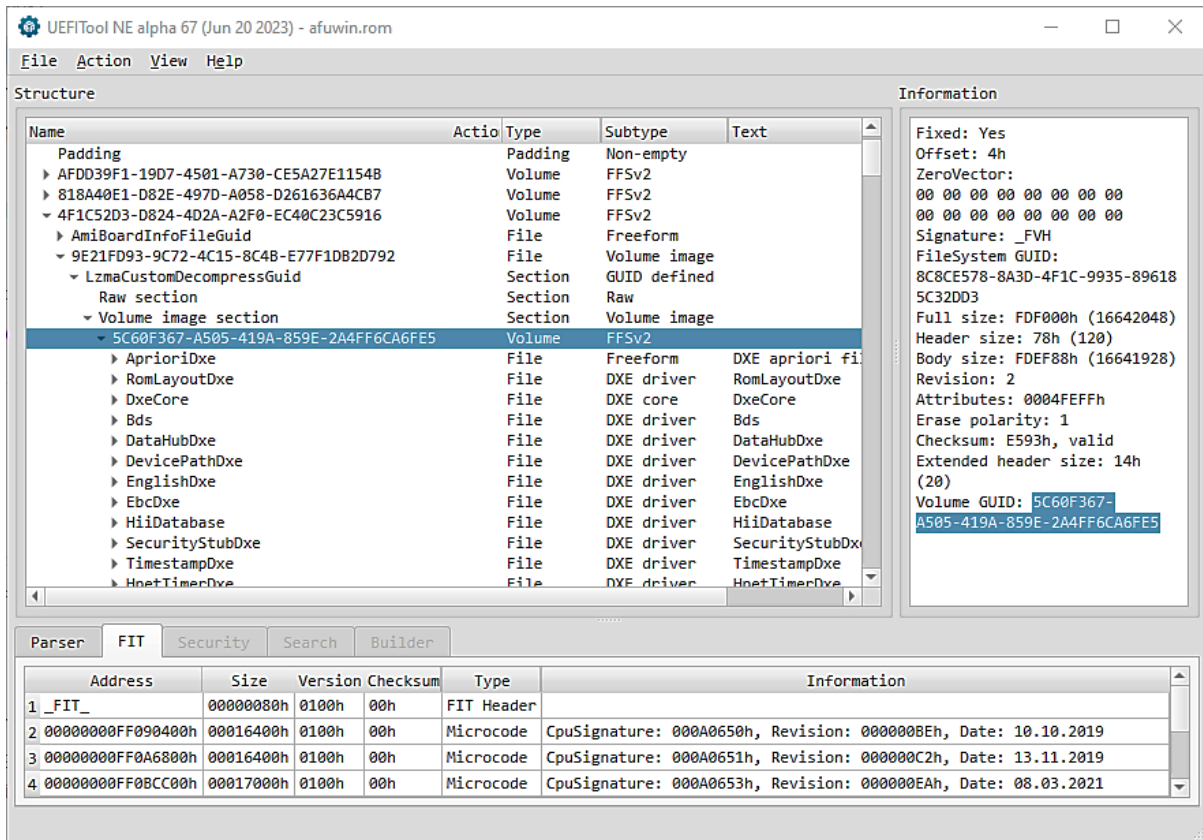 UEFITool NE alpha 67 (Jun 20 2023) - afuwin.rom
File Action View Help
Structure
Name Actio Type Subtype Text
Padding Padding Non-empty
AFDD39F1-19D7-4501-A730-CE5A27E1154B Volume FFSv2
818A40E1-D82E-497D-A058-D261636A4CB7 Volume FFSv2
4F1C52D3-D824-4D2A-A2F0-EC40C23C5916 Volume FFSv2
AmiBoardInfoFileGuid File Freeform
9E21FD93-9C72-4C15-8C4B-E77F1DB2D792 File Volume image
LzmaCustomDecompressGuid Section GUID defined
Raw section Section Raw
Volume image section Section Volume image
5C60F367-A505-419A-859E-2A4FF6CA6FE5 Volume FFSv2
AprioriDxe File Freeform DXE apriori fi
RomLayoutDxe File DXE driver RomLayoutDxe
DxeCore File DXE core DxeCore
Bds File DXE driver Bds
DataHubDxe File DXE driver DataHubDxe
DevicePathDxe File DXE driver DevicePathDxe
EnglishDxe File DXE driver EnglishDxe
EbcDxe File DXE driver EbcDxe
HiiDatabase File DXE driver HiiDatabase
SecurityStubDxe File DXE driver SecurityStubDx
TimestampDxe File DXE driver TimestampDxe
HpetTimerDxe File DXE driver HpetTimerDxe
Information
Fixed: Yes
Offset: 4h
ZeroVector:
00 00 00 00 00 00 00 00
00 00 00 00 00 00 00 00
Signature: _FVH
FileSystem GUID:
8C8CE578-8A3D-4F1C-9935-89618
5C32DD3
Full size: FDF000h (16642048)
Header size: 78h (120)
Body size: FDEF88h (16641928)
Revision: 2
Attributes: 0004FEFFh
Erase polarity: 1
Checksum: E593h, valid
Extended header size: 14h
(20)
Volume GUID: 5C60F367-
A505-419A-859E-2A4FF6CA6FE5
Parser FIT Security Search Builder
Address Size Version Checksum Type Information
1 _FIT_ 00000080h 0100h 00h FIT Header
2 00000000FF090400h 00016400h 0100h 00h Microcode CpuSignature: 000A0650h, Revision: 000000BEh, Date: 10.10.2019
3 00000000FF0A6800h 00016400h 0100h 00h Microcode CpuSignature: 000A0651h, Revision: 000000C2h, Date: 13.11.2019
4 00000000FF0BCC00h 00017000h 0100h 00h Microcode CpuSignature: 000A0653h, Revision: 000000EAh, Date: 08.03.2021